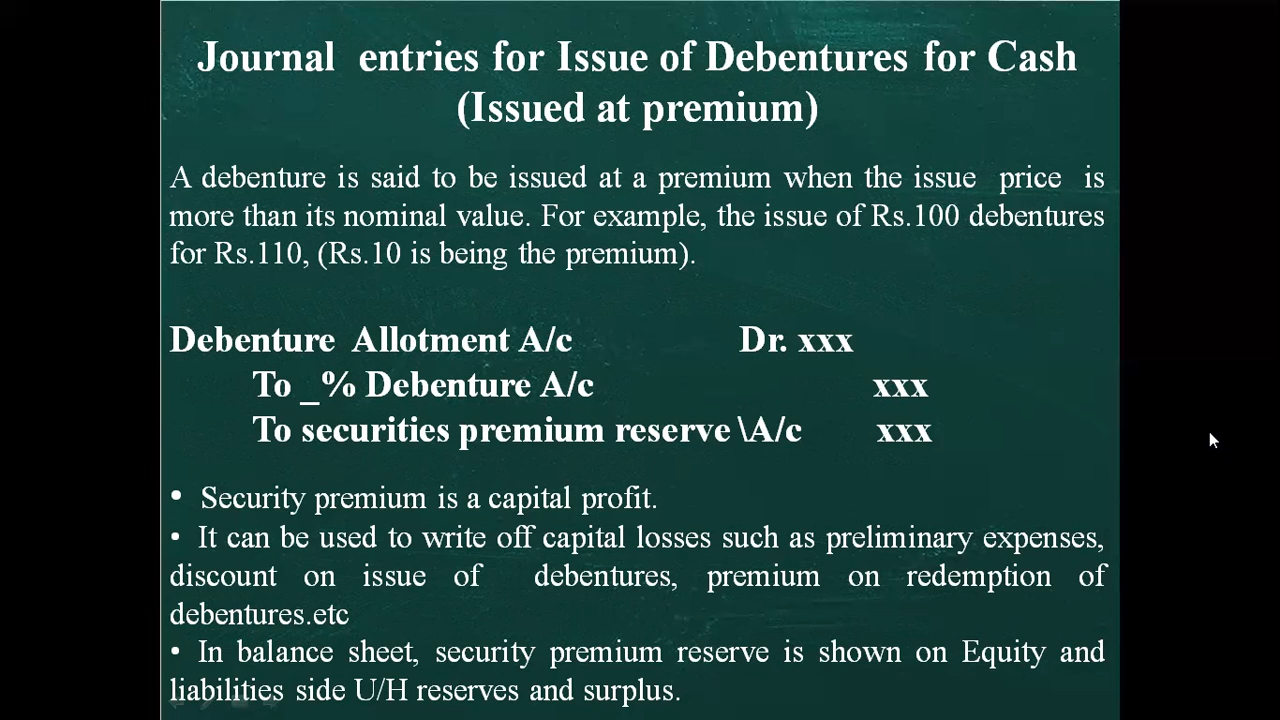 Journal entries for Issue of Debentures for Cash
(Issued at premium)
A debenture is said to be issued at a premium when the issue price is
more than its nominal value. For example, the issue of Rs.100 debentures
for Rs.110, (Rs.10 is being the premium).
Debenture Allotment A/c Dr. xxx
To _% Debenture A/c xxx
To securities premium reserve \A/c xxx
• Security premium is a capital profit.
• It can be used to write off capital losses such as preliminary expenses,
discount on issue of debentures, premium on redemption of
debentures.etc
• In balance sheet, security premium reserve is shown on Equity and
liabilities side U/H reserves and surplus.